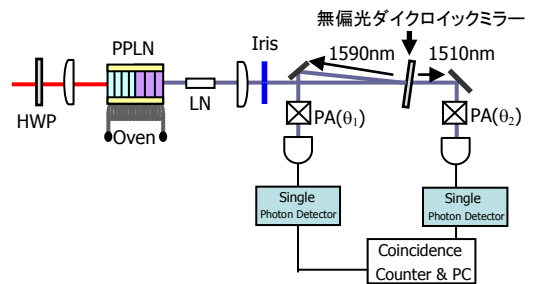 無偏光ダイクロイックミラー
PPLN
Iris
1590nm
1510nm
HWP
LN
Oven
PA(θ₁)
PA(θ₂)
Single
Photon Detector
Single
Photon Detector
Coincidence
Counter & PC